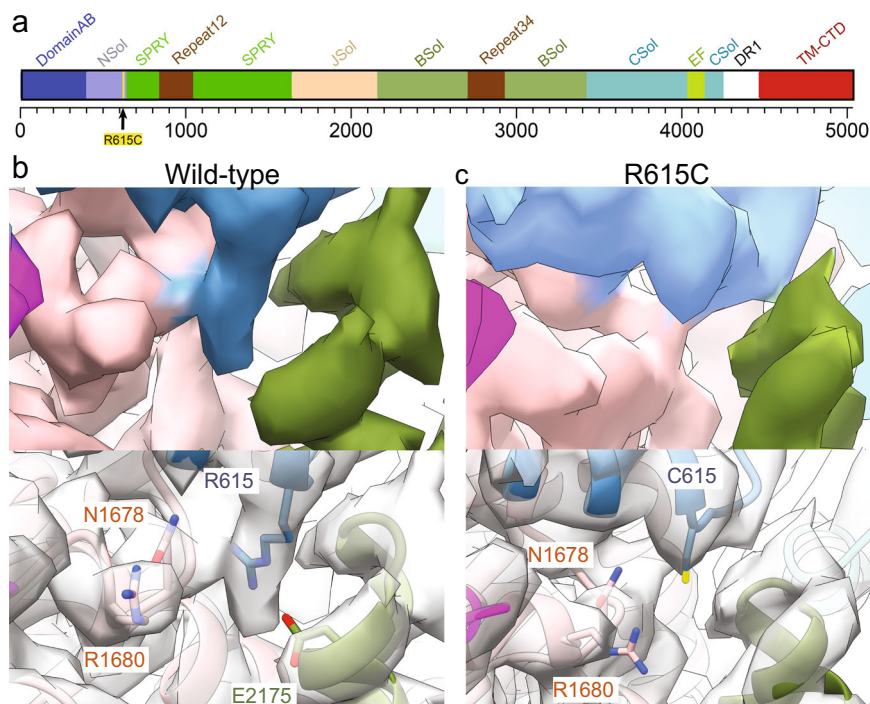 a
DomainAB NSol SPRY Repeat12 SPRY JSol BSol Repeat34 BSol CSol EF CSol DR1 TM-CTD
0 1000 2000 3000 4000 5000
R615C
b Wild-type c R615C
R615 C615
N1678 N1678
R1680 R1680
E2175